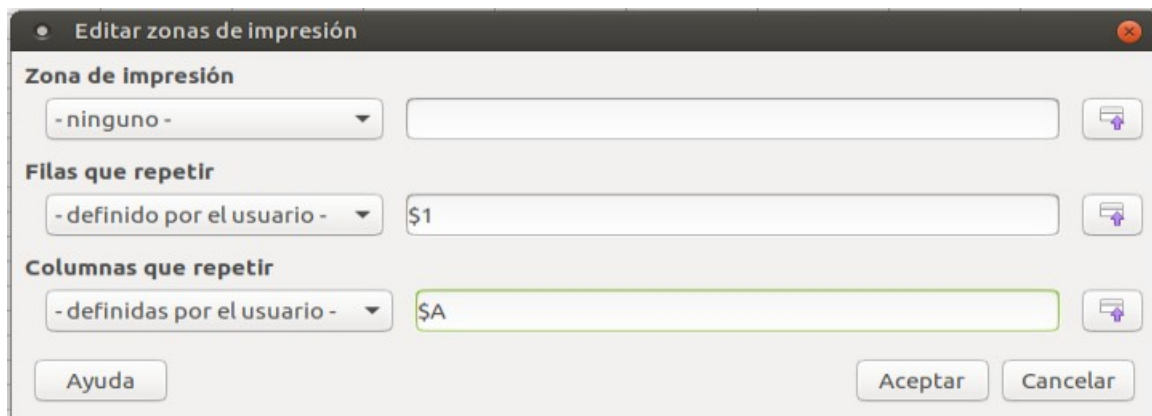 Editar zonas de impresión
Zona de impresión
- ninguno -
Filas que repetir
- definido por el usuario - $1
Columnas que repetir
- definidas por el usuario - $A
Ayuda Aceptar Cancelar